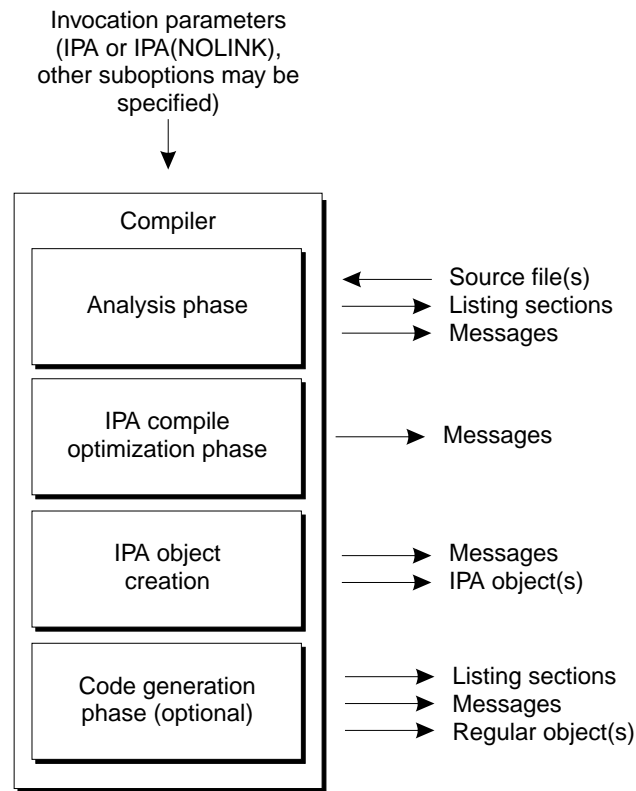 Invocation parameters
(IPA or IPA(NOLINK),
other suboptions may be
specified)
Compiler
Analysis phase
Source file(s)
Listing sections
Messages
IPA compile
optimization phase
Messages
IPA object
creation
Messages
IPA object(s)
Code generation
phase (optional)
Listing sections
Messages
Regular object(s)